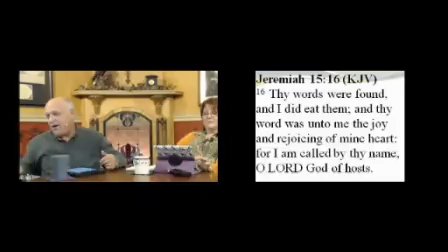 Jeremiah 15:16 (KJV)
16 Thy words were found,
and I did eat them; and thy
word was unto me the joy
and rejoicing of mine heart:
for I am called by thy name,
O LORD God of hosts.